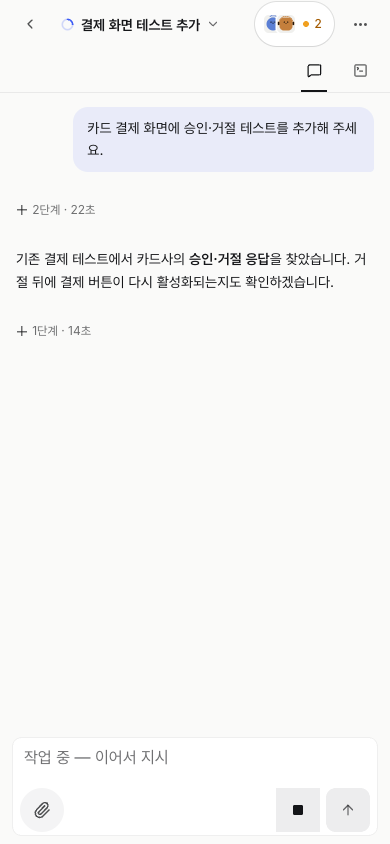 결제 화면 테스트 추가
2
카드 결제 화면에 승인·거절 테스트를 추가해 주세
요.
2단계 · 22초
기존 결제 테스트에서 카드사의 승인·거절 응답을 찾았습니다. 거
절 뒤에 결제 버튼이 다시 활성화되는지도 확인하겠습니다.
1단계 · 14초
작업 중 — 이어서 지시